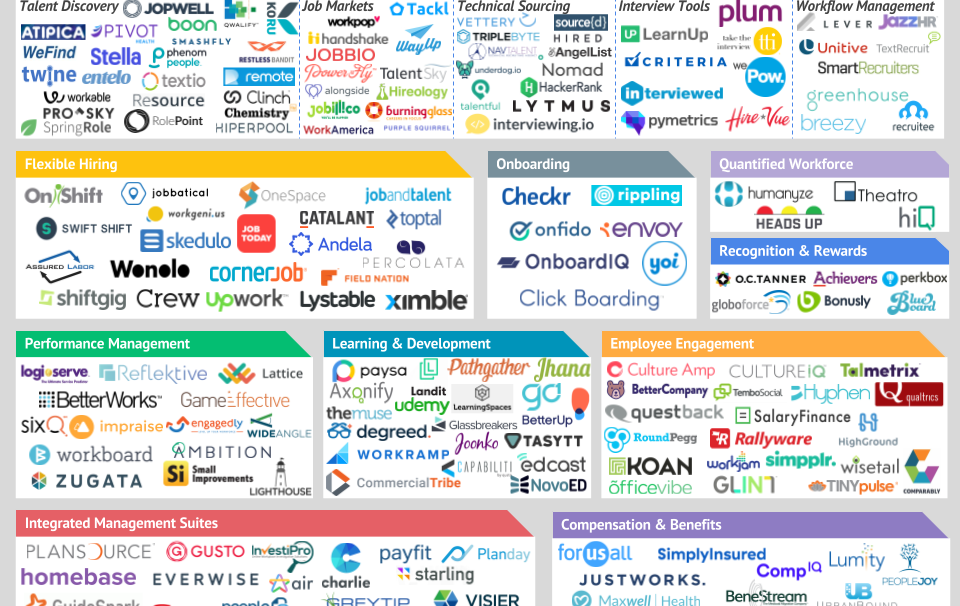 Talent Discovery
JOPWELL
ATIPICA
PIVOT
HEALTH
boon
QWALIFY
KORU
WeFind
Stella
SMASHFLY
phenom
people
RESTLESS BANDIT
twine
entelo
textio
remote
workable
Resource
Clinch
PRO SKY
RolePoint
Chemistry
SpringRole
HIPERPOOL
Job Markets
Tackl
workpop
handshake
WayUp
JOBBIO
PowerFly
TalentSky
alongside
Hireology
jobillico
burningglass
WorkAmerica
PURPLE SQUIRREL
Technical Sourcing
VETTERY
source{d}
TRIPLEBYTE
HIRED
NAVTALENT
AngelList
underdog.io
Nomad
HackerRank
talentful
LYTMUS
interviewing.io
Interview Tools
plum
LearnUp
take the
interview
tti
CRITERIA
we
Pow.
interviewed
pymetrics
HireVue
Workflow Management
LEVER
JAZZHR
Unitive
TextRecruit
SmartRecruiters
greenhouse
breezy
recruitee
Flexible Hiring
OnShift
jobbatical
OneSpace
jobandtalent
workgeni.us
SWIFT SHIFT
skedulo
JOB
TODAY
CATALANT
toptal
Andela
PERCOLATA
ASSURED LABOR
Wonolo
cornerjob
FIELD NATION
shiftgig
Crew
Upwork
Lystable
ximble
Onboarding
Checkr
rippling
onfido
envoy
OnboardIQ
yoi
Click Boarding
Quantified Workforce
humanyze
Theatro
HEADS UP
hiQ
Recognition & Rewards
O.C.TANNER
Achievers
perkbox
globoforce
Bonusly
Blue Board
Performance Management
logiserve
Reflektive
Lattice
BetterWorks
GameEffective
sixQ
impraise
engagedly
WIDEANGLE
workboard
AMBITION
ZUGATA
Si
Small
Improvements
LIGHTHOUSE
Learning & Development
paysa
Pathgather
Jhana
Axonify
Landit
LearningSpaces
go
themuse
udemy
Glassbreakers
BetterUp
degreed.
Joonko
TASYTT
WORKRAMP
CAPABILITI
edcast
CommercialTribe
NovoED
Employee Engagement
Culture Amp
CULTUREIQ
Talmetrix
BetterCompany
TemboSocial
Hyphen
qualtrics
questback
SalaryFinance
RoundPegg
Rallyware
HighGround
KOAN
workjam
simpplr.
wisetail
officevibe
GLINT
TINYpulse
COMPARABLY
Integrated Management Suites
PLANSOURCE
GUSTO
InvestiPro
payfit
Planday
homebase
EVERWISE
air
charlie
starling
GuideSpark
people
GREYTIP
VISIER
Compensation & Benefits
forusall
SimplyInsured
CompIQ
Lumity
PEOPLEJOY
JUSTWORKS.
Maxwell Health
BeneStream
UB
URBANBOUND